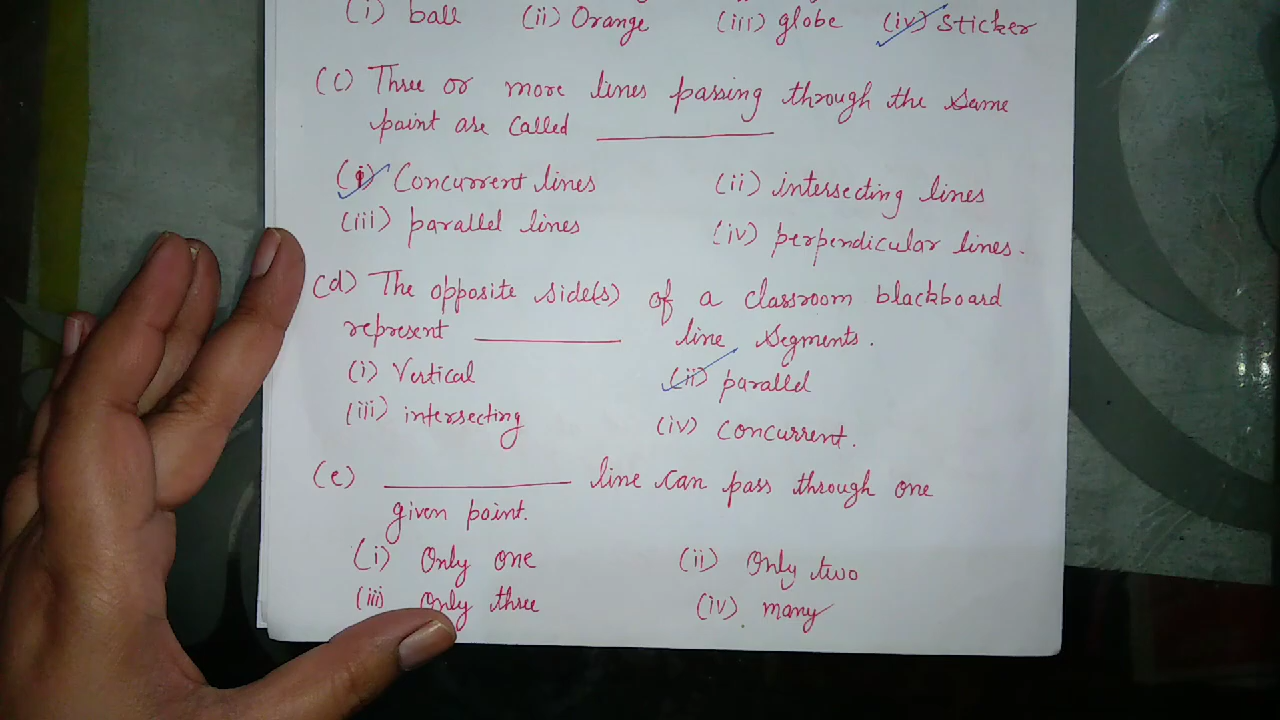 (i) ball (ii) Orange (iii) globe (iv) Sticker
(C) Three or more lines passing through the same
point are called __________
(i) Concurrent lines (ii) intersecting lines
(iii) parallel lines (iv) perpendicular lines.
(d) The opposite side(s) of a classroom blackboard
represent __________ line segments.
(i) Vertical (ii) parallel
(iii) intersecting (iv) concurrent.
(e) __________ line can pass through one
given point.
(i) Only one (ii) Only two
(iii) Only three (iv) many